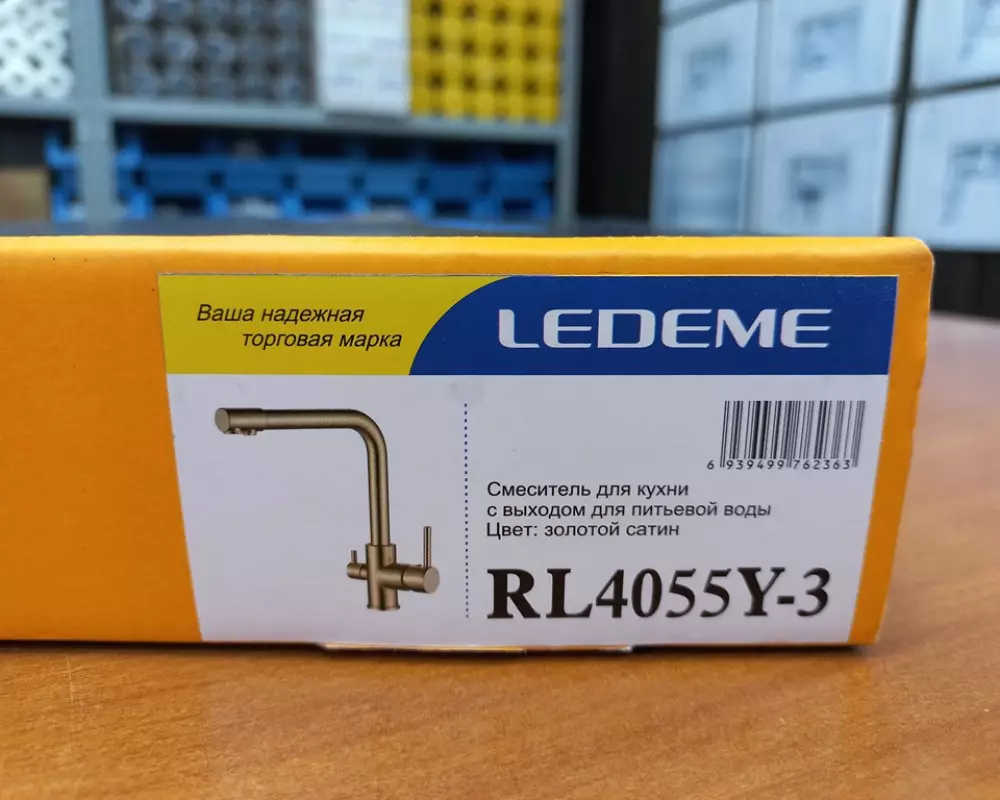 Ваша надежная
торговая марка
LEDEME
6 939499 762363
Смеситель для кухни
с выходом для питьевой воды
Цвет: золотой сатин
RL4055Y-3